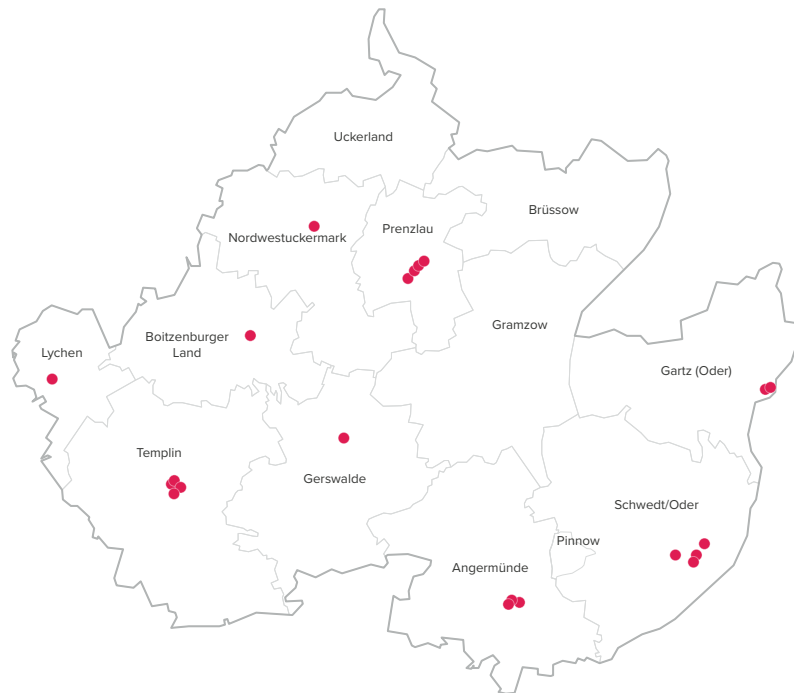 Uckerland
Brüssow
Prenzlau
Nordwestuckermark
Gramzow
Boitzenburger
Land
Lychen
Gartz (Oder)
Templin
Gerswalde
Schwedt/Oder
Pinnow
Angermünde